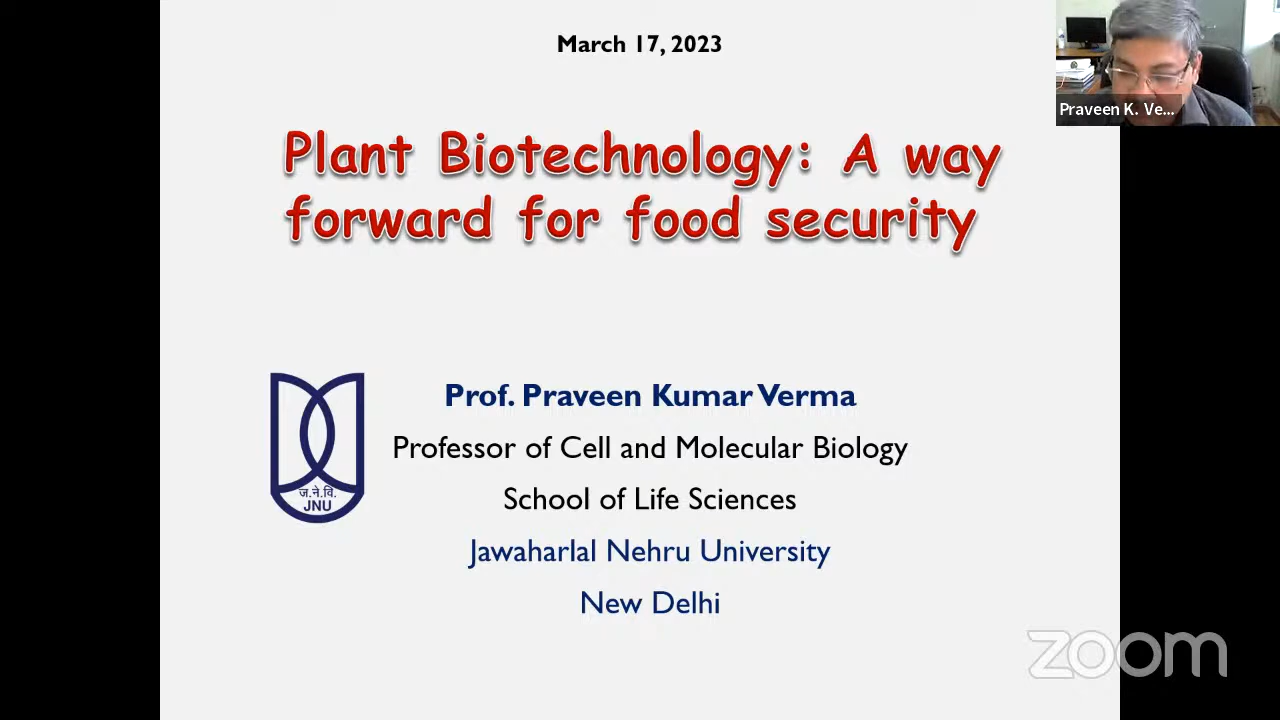 March 17, 2023
Praveen K. Ve...
Plant Biotechnology: A way
forward for food security
Prof. Praveen Kumar Verma
Professor of Cell and Molecular Biology
School of Life Sciences
Jawaharlal Nehru University
New Delhi
ज.ने.वि.
JNU
zoom